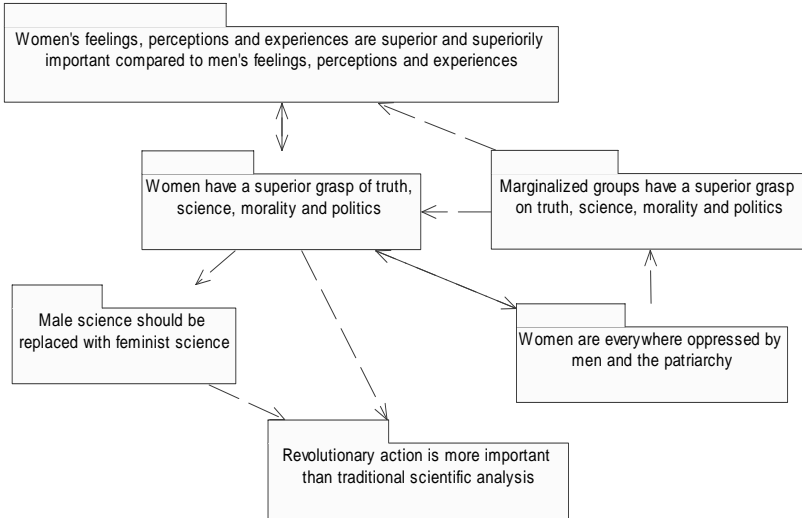 Women's feelings, perceptions and experiences are superior and superiorily
important compared to men's feelings, perceptions and experiences
Women have a superior grasp of truth,
science, morality and politics
Marginalized groups have a superior grasp
on truth, science, morality and politics
Male science should be
replaced with feminist science
Women are everywhere oppressed by
men and the patriarchy
Revolutionary action is more important
than traditional scientific analysis